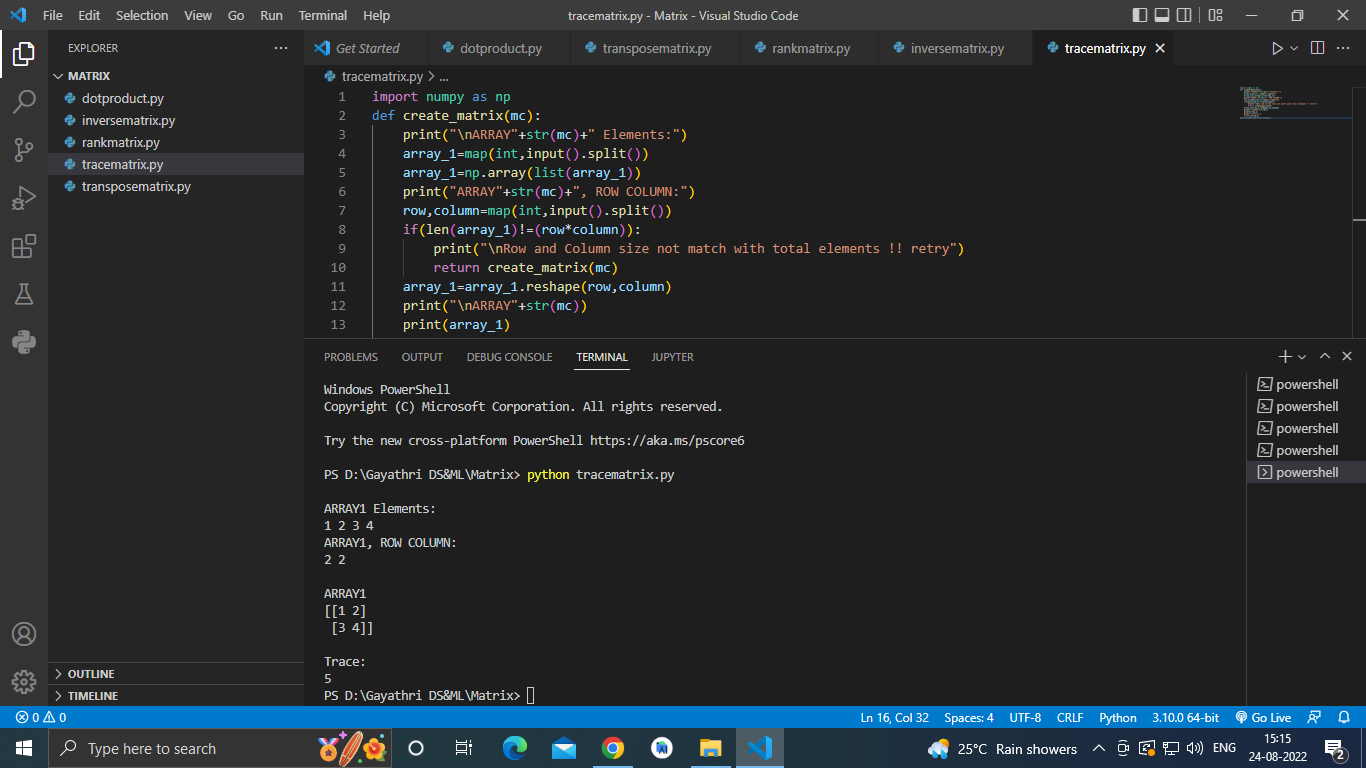 File Edit Selection View Go Run Terminal Help tracematrix.py - Matrix - Visual Studio Code
EXPLORER
MATRIX
dotproduct.py
inversematrix.py
rankmatrix.py
tracematrix.py
transposematrix.py
OUTLINE
TIMELINE
Get Started dotproduct.py transposematrix.py rankmatrix.py inversematrix.py tracematrix.py
tracematrix.py > ...
1 import numpy as np
2 def create_matrix(mc):
3 print("\nARRAY"+str(mc)+" Elements:")
4 array_1=map(int,input().split())
5 array_1=np.array(list(array_1))
6 print("ARRAY"+str(mc)+", ROW COLUMN:")
7 row,column=map(int,input().split())
8 if(len(array_1)!=(row*column)):
9 print("\nRow and Column size not match with total elements !! retry")
10 return create_matrix(mc)
11 array_1=array_1.reshape(row,column)
12 print("\nARRAY"+str(mc))
13 print(array_1)
PROBLEMS OUTPUT DEBUG CONSOLE TERMINAL JUPYTER
Windows PowerShell
Copyright (C) Microsoft Corporation. All rights reserved.
Try the new cross-platform PowerShell https://aka.ms/pscore6
PS D:\Gayathri DS&ML\Matrix> python tracematrix.py
ARRAY1 Elements:
1 2 3 4
ARRAY1, ROW COLUMN:
2 2
ARRAY1
[[1 2]
[3 4]]
Trace:
5
PS D:\Gayathri DS&ML\Matrix>
powershell
powershell
powershell
powershell
powershell
0 0 Ln 16, Col 32 Spaces: 4 UTF-8 CRLF Python 3.10.0 64-bit Go Live
Type here to search 25°C Rain showers ENG 15:15
24-08-2022 2